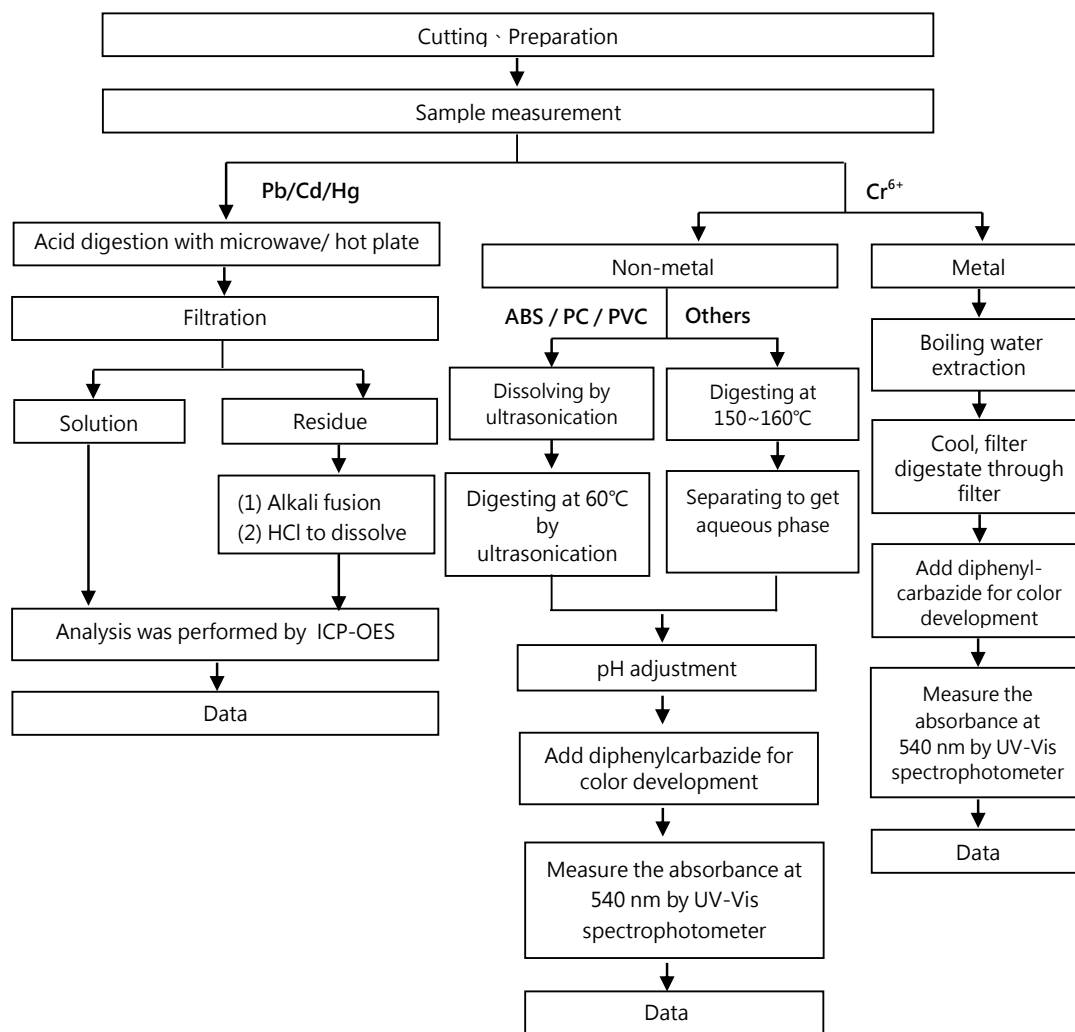 Cutting、Preparation
Sample measurement
Pb/Cd/Hg
Acid digestion with microwave/ hot plate
Filtration
Solution
Residue
(1) Alkali fusion
(2) HCl to dissolve
Analysis was performed by ICP-OES
Data
Cr⁶⁺
Non-metal
ABS / PC / PVC
Others
Dissolving by
ultrasonication
Digesting at
150~160℃
Digesting at 60℃
by
ultrasonication
Separating to get
aqueous phase
pH adjustment
Add diphenylcarbazide for
color development
Measure the absorbance at
540 nm by UV-Vis
spectrophotometer
Data
Metal
Boiling water
extraction
Cool, filter
digestate through
filter
Add diphenyl-
carbazide for color
development
Measure the
absorbance at
540 nm by UV-Vis
spectrophotometer
Data